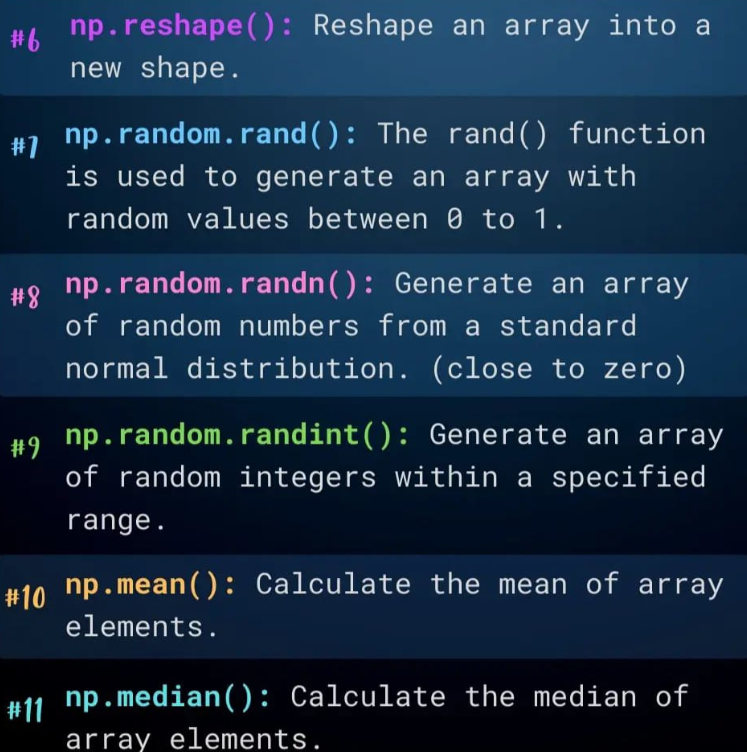 #6 np.reshape(): Reshape an array into a
new shape.
#7 np.random.rand(): The rand() function
is used to generate an array with
random values between 0 to 1.
#8 np.random.randn(): Generate an array
of random numbers from a standard
normal distribution. (close to zero)
#9 np.random.randint(): Generate an array
of random integers within a specified
range.
#10 np.mean(): Calculate the mean of array
elements.
#11 np.median(): Calculate the median of
array elements.